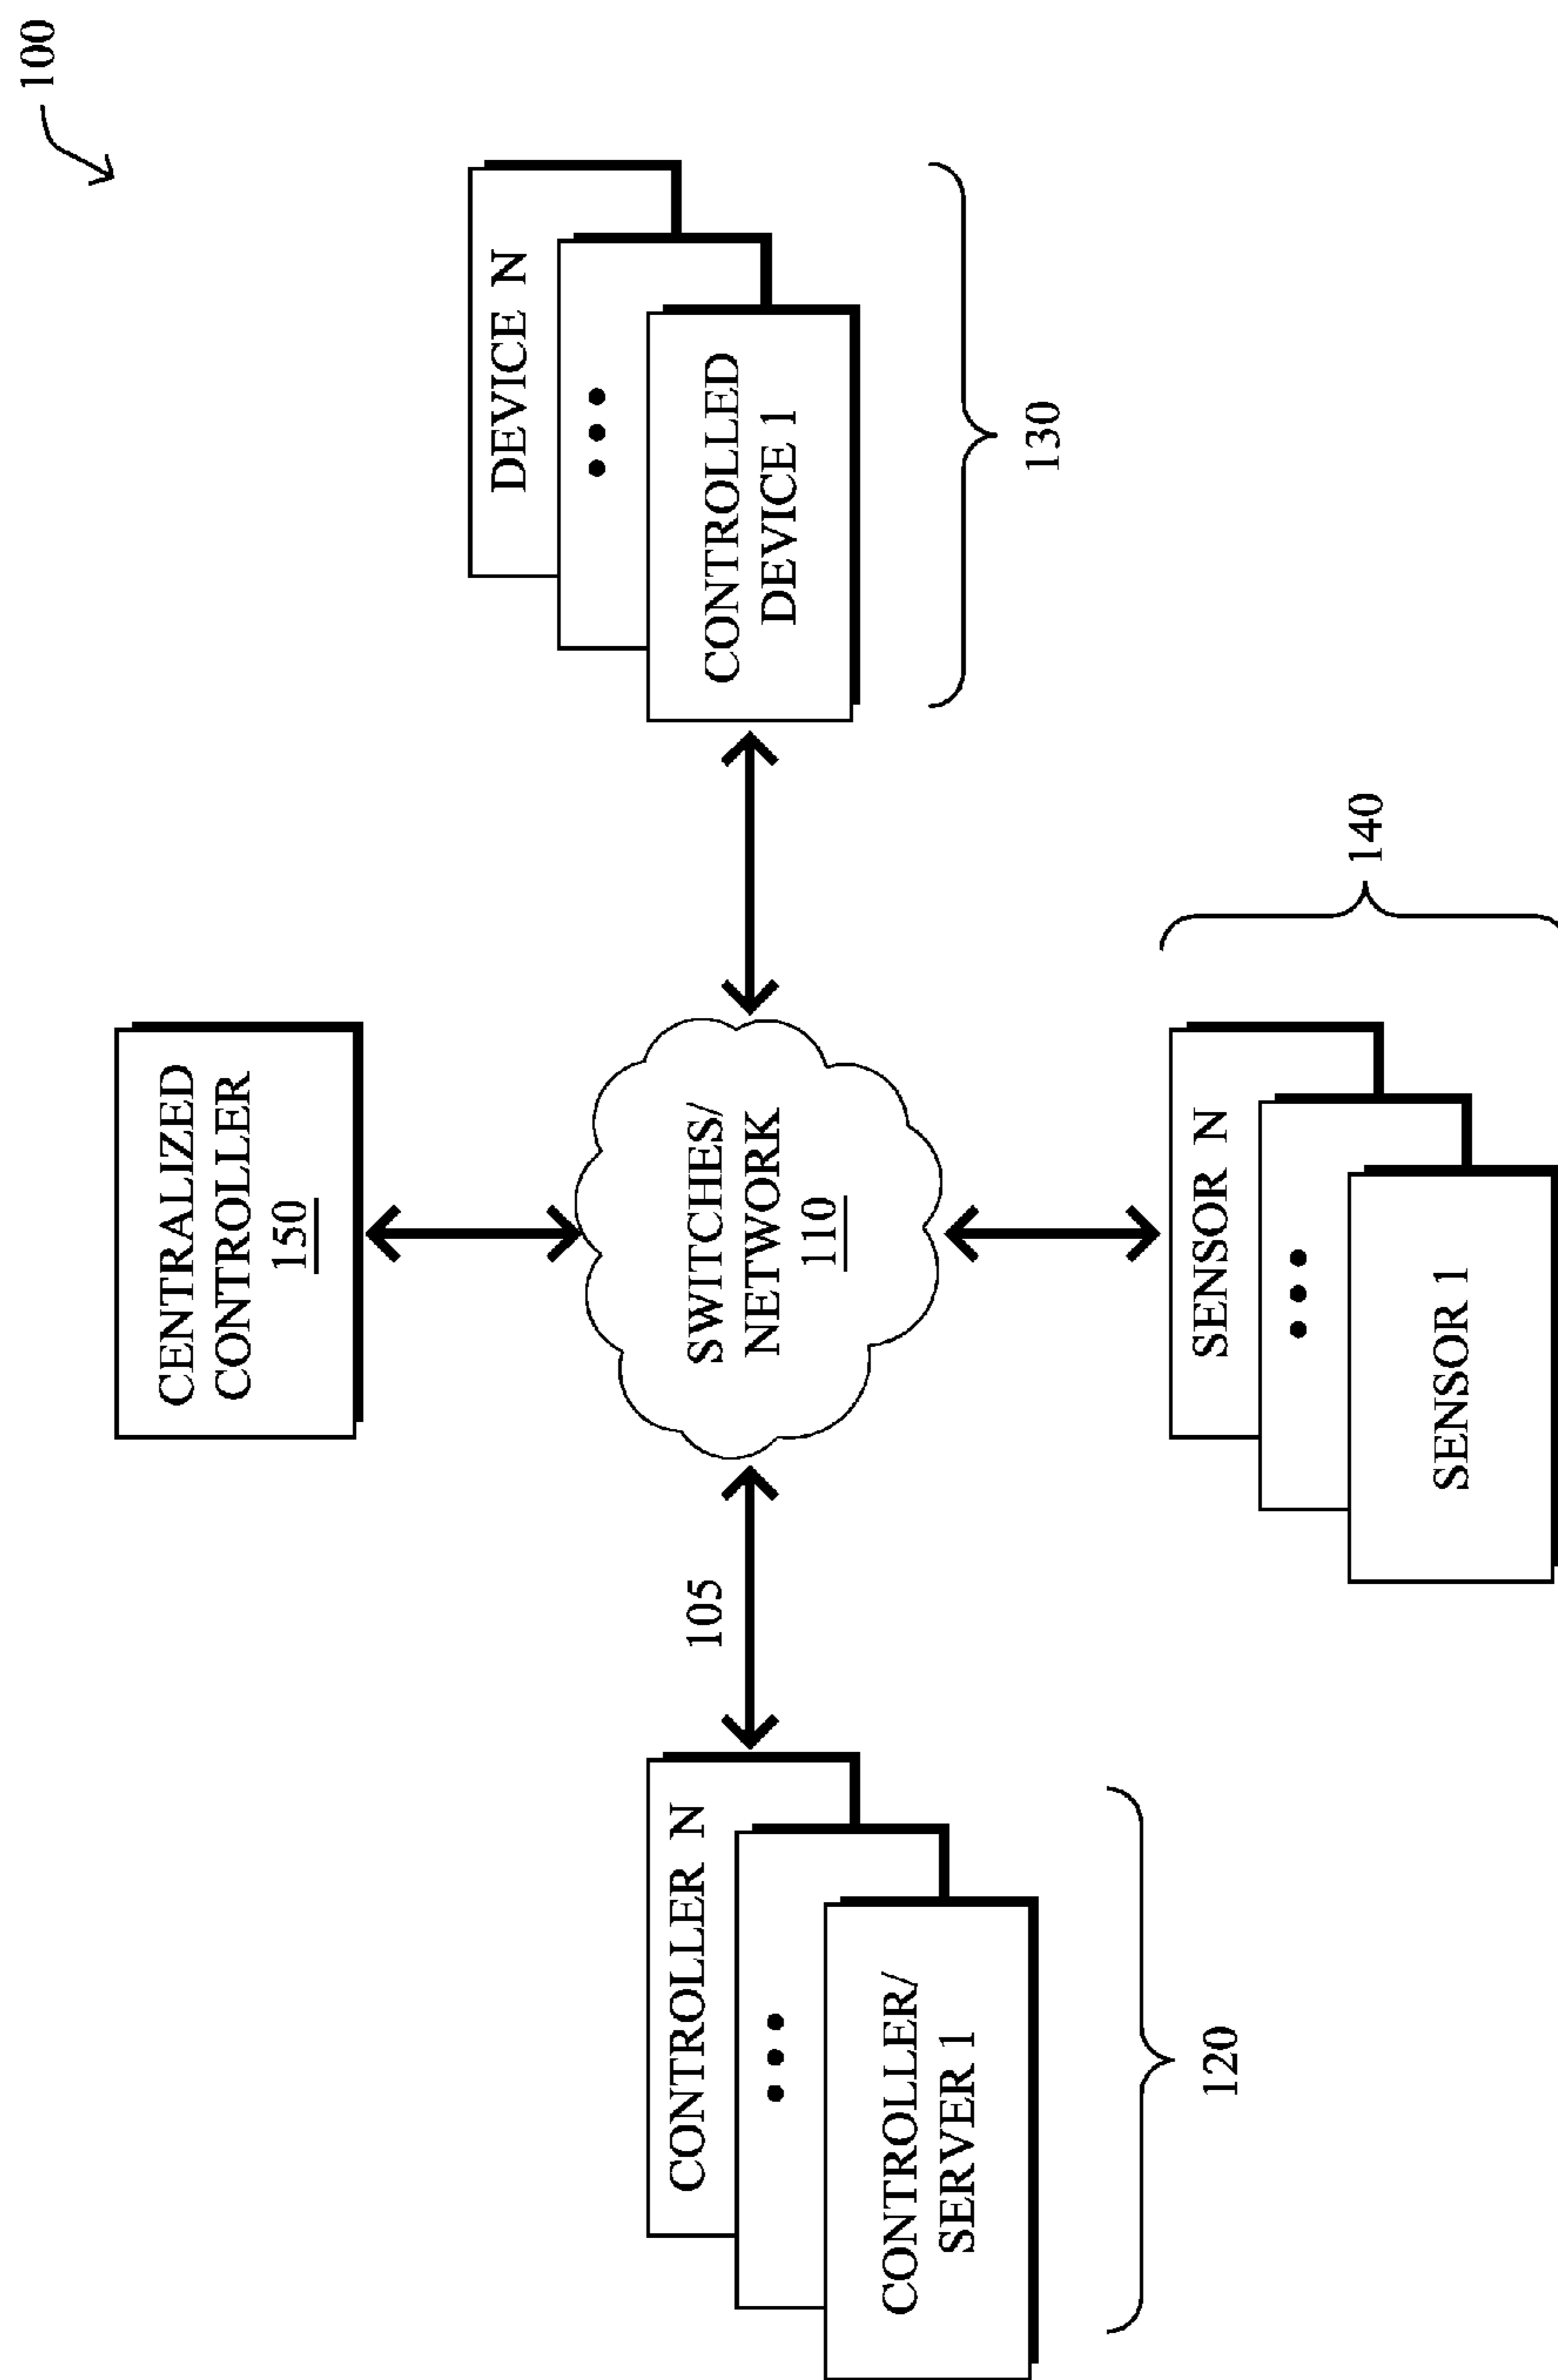 100
CENTRALIZED
CONTROLLER
150
DEVICE N
CONTROLLED
DEVICE 1
130
SWITCHES/
NETWORK
110
105
CONTROLLER N
CONTROLLER/
SERVER 1
120
SENSOR N
SENSOR 1
140